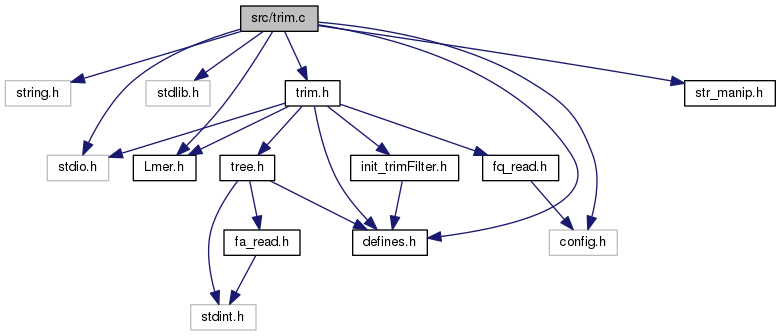 src/trim.c
string.h
stdlib.h
trim.h
str_manip.h
stdio.h
Lmer.h
tree.h
init_trimFilter.h
fq_read.h
fa_read.h
defines.h
config.h
stdint.h